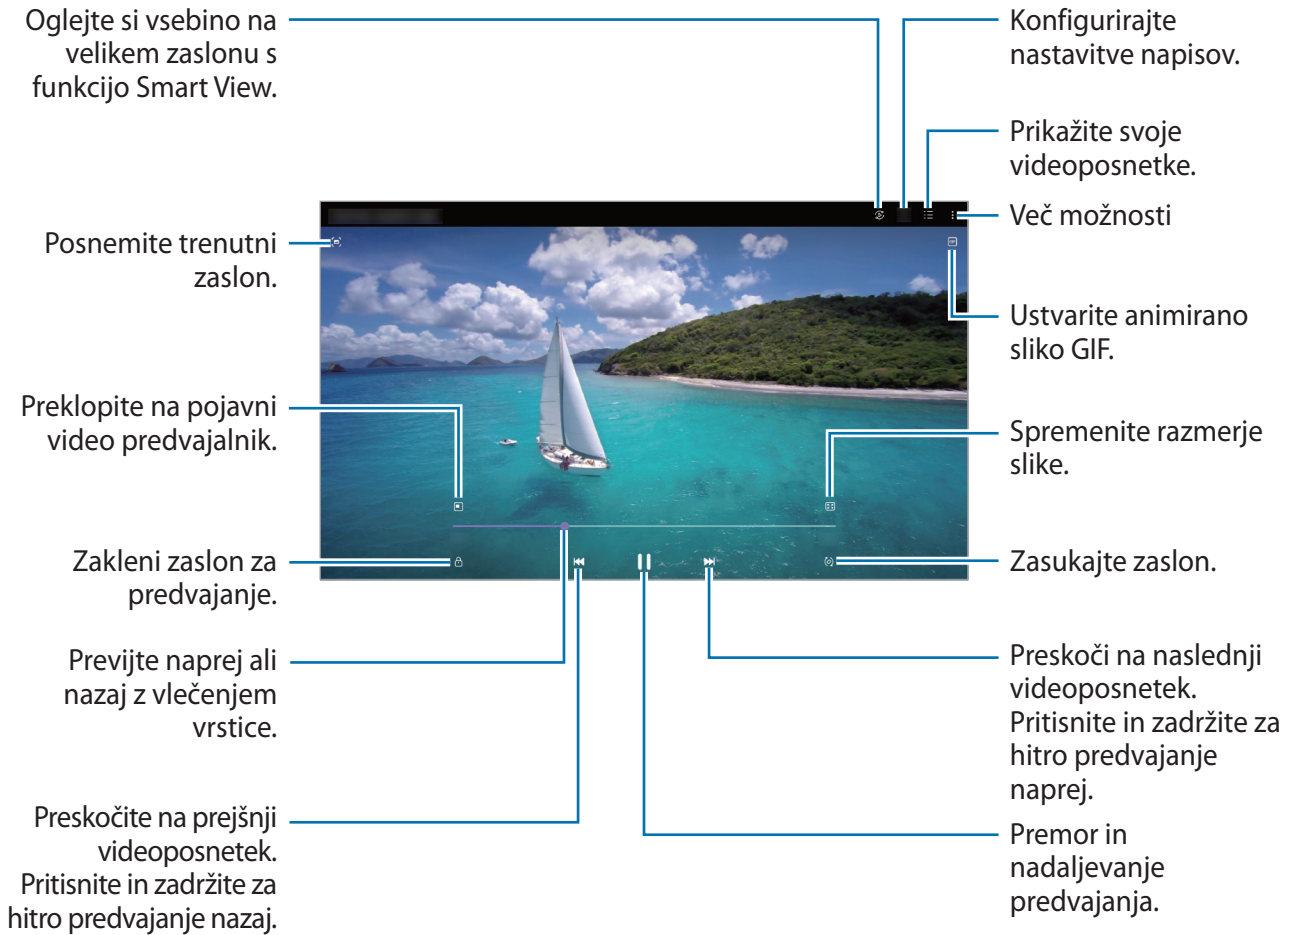 Oglejte si vsebino na
velikem zaslonu s
funkcijo Smart View.
Posnemite trenutni
zaslon.
Preklopite na pojavni
video predvajalnik.
Zakleni zaslon za
predvajanje.
Previjte naprej ali
nazaj z vlečenjem
vrstice.
Preskočite na prejšnji
videoposnetek.
Pritisnite in zadržite za
hitro predvajanje nazaj.
Konfigurirajte
nastavitve napisov.
Prikažite svoje
videoposnetke.
Več možnosti
Ustvarite animirano
sliko GIF.
Spremenite razmerje
slike.
Zasukajte zaslon.
Preskoči na naslednji
videoposnetek.
Pritisnite in zadržite za
hitro predvajanje
naprej.
Premor in
nadaljevanje
predvajanja.